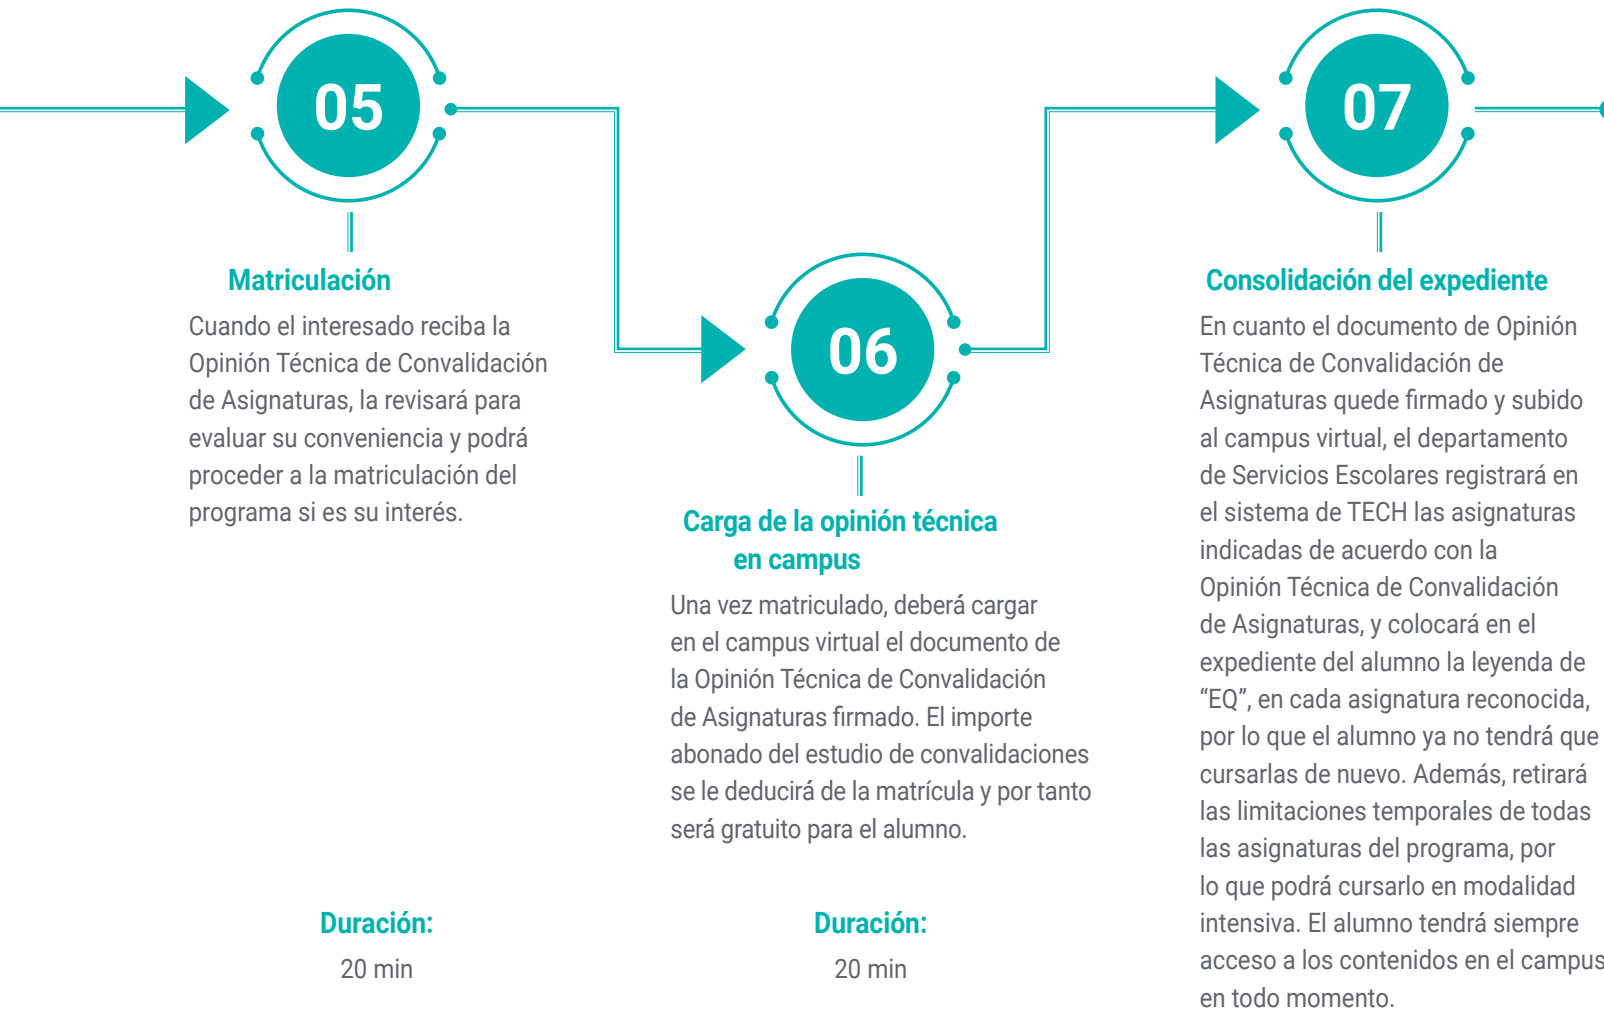 05
Matriculación
Cuando el interesado reciba la
Opinión Técnica de Convalidación
de Asignaturas, la revisará para
evaluar su conveniencia y podrá
proceder a la matriculación del
programa si es su interés.
Duración:
20 min
06
Carga de la opinión técnica
en campus
Una vez matriculado, deberá cargar
en el campus virtual el documento de
la Opinión Técnica de Convalidación
de Asignaturas firmado. El importe
abonado del estudio de convalidaciones
se le deducirá de la matrícula y por tanto
será gratuito para el alumno.
Duración:
20 min
07
Consolidación del expediente
En cuanto el documento de Opinión
Técnica de Convalidación de
Asignaturas quede firmado y subido
al campus virtual, el departamento
de Servicios Escolares registrará en
el sistema de TECH las asignaturas
indicadas de acuerdo con la
Opinión Técnica de Convalidación
de Asignaturas, y colocará en el
expediente del alumno la leyenda de
“EQ”, en cada asignatura reconocida,
por lo que el alumno ya no tendrá que
cursarlas de nuevo. Además, retirará
las limitaciones temporales de todas
las asignaturas del programa, por
lo que podrá cursarlo en modalidad
intensiva. El alumno tendrá siempre
acceso a los contenidos en el campus
en todo momento.